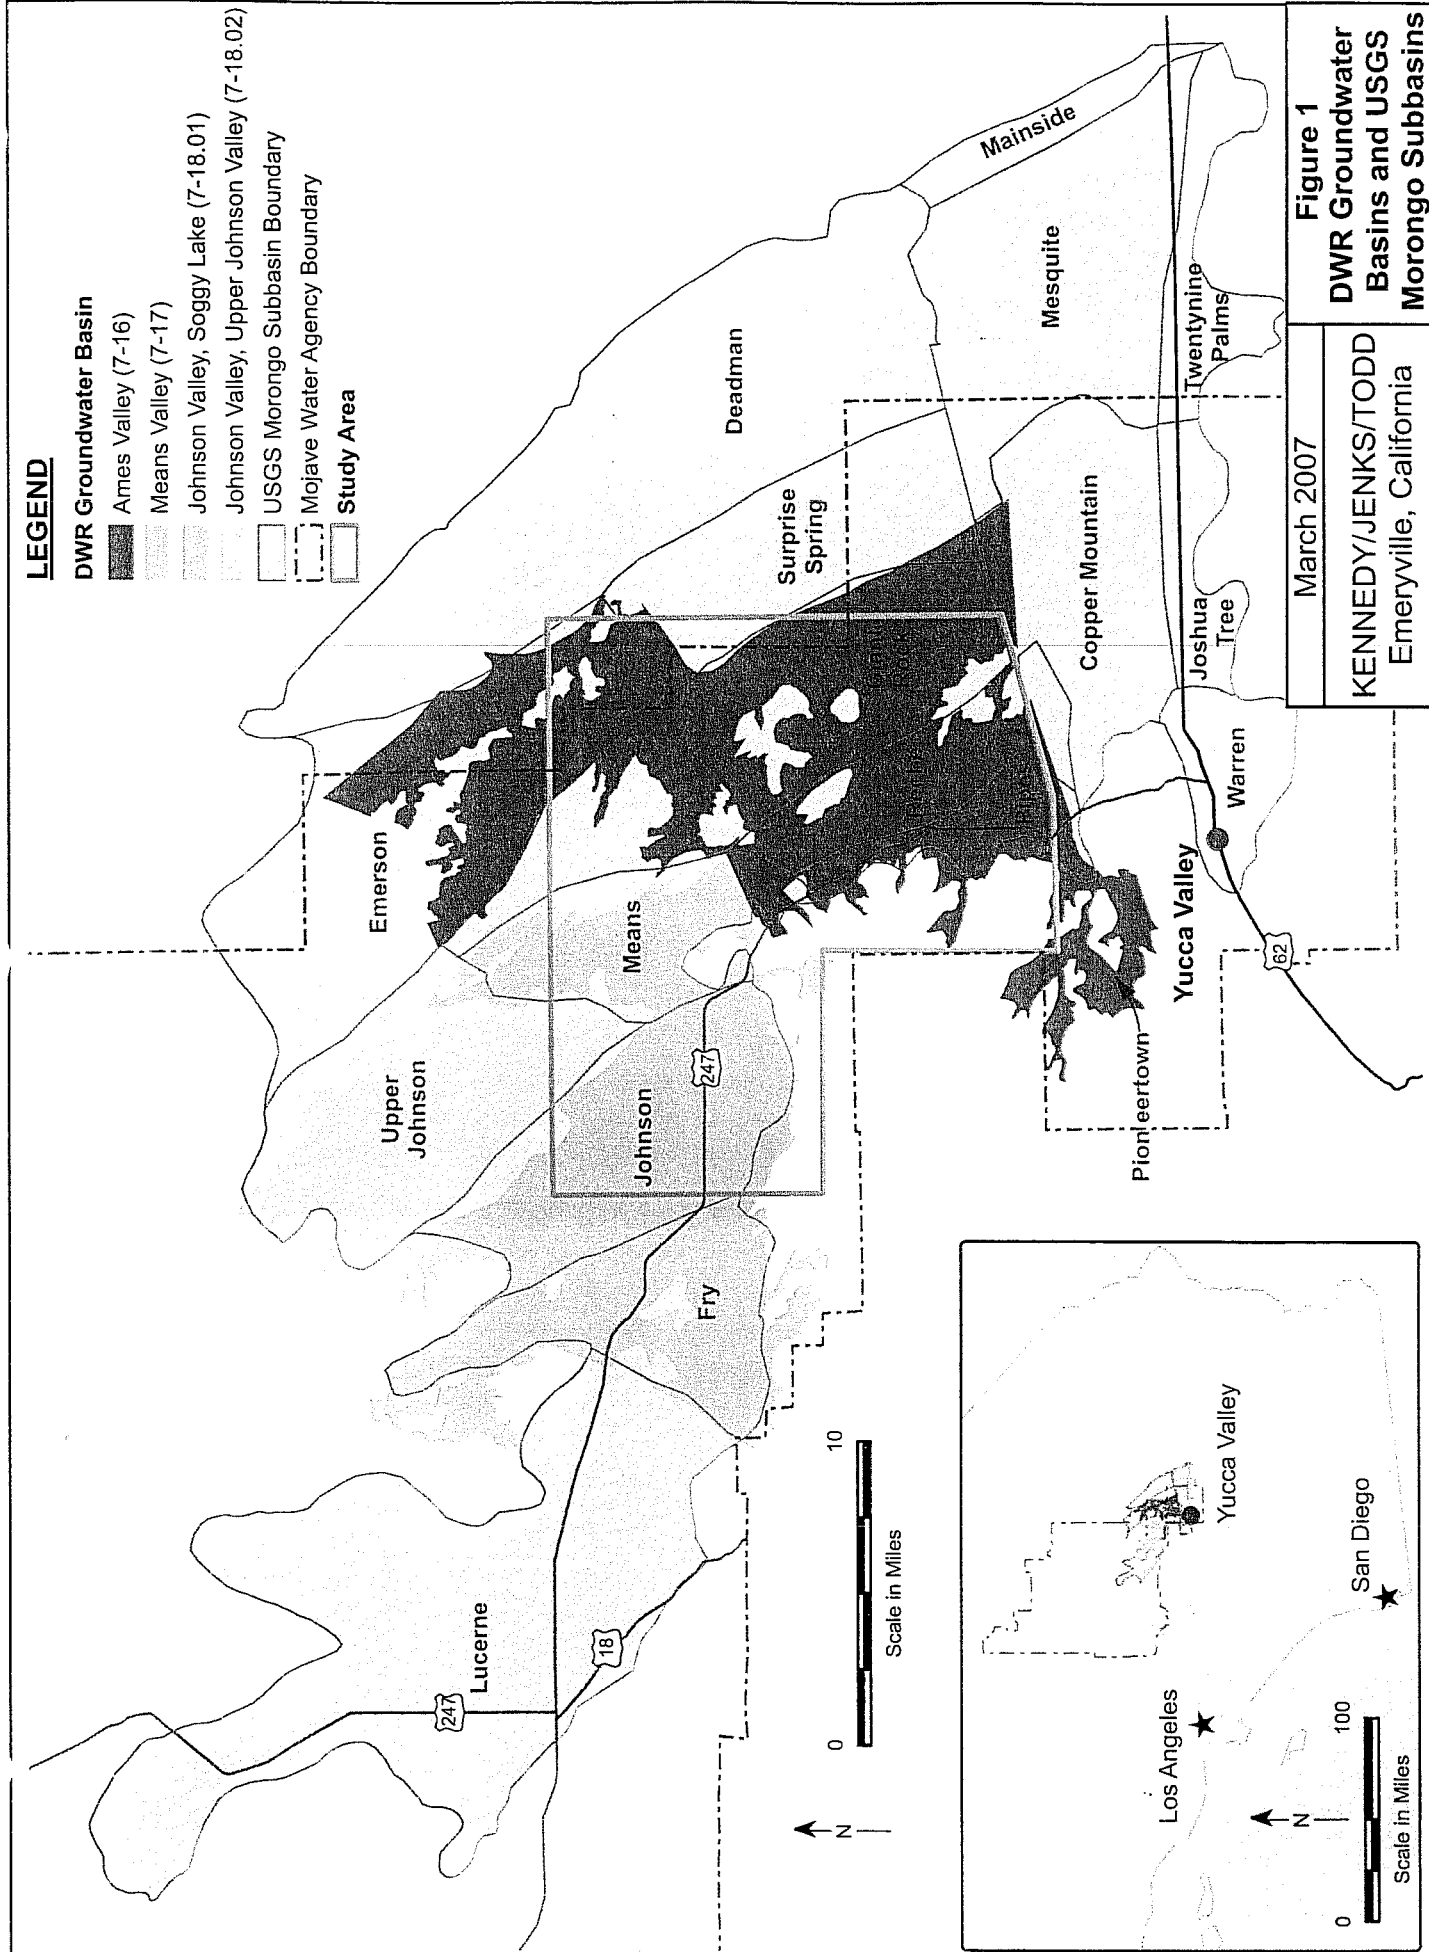 LEGEND
DWR Groundwater Basin
Ames Valley (7-16)
Means Valley (7-17)
Johnson Valley, Soggy Lake (7-18.01)
Johnson Valley, Upper Johnson Valley (7-18.02)
USGS Morongo Subbasin Boundary
Mojave Water Agency Boundary
Study Area
Lucerne
247
18
Upper
Johnson
Emerson
Johnson
Means
Fry
247
Deadman
Surprise
Spring
Mainside
Mesquite
Copper Mountain
Twentynine
Palms
Joshua
Tree
Warren
Yucca Valley
62
Pioneertown
Pipes
0
10
Scale in Miles
N
Los Angeles
San Diego
Yucca Valley
N
0
100
Scale in Miles
March 2007
KENNEDY/JENKS/TODD
Emeryville, California
Figure 1
DWR Groundwater
Basins and USGS
Morongo Subbasins